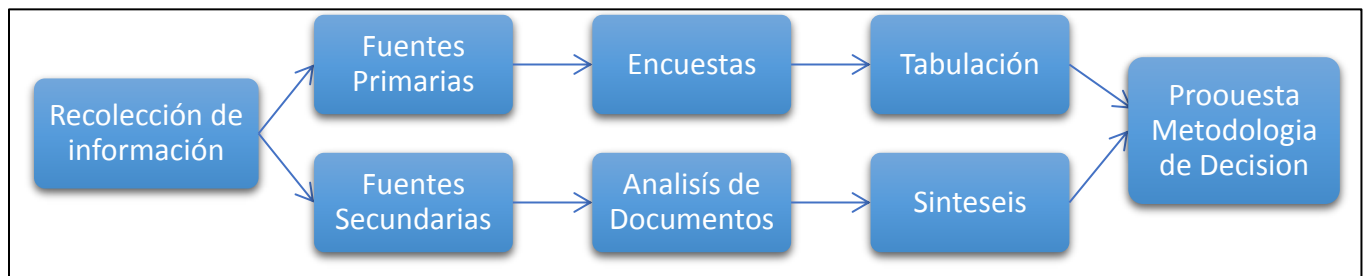 Recolección de
información
Fuentes
Primarias
Encuestas
Tabulación
Fuentes
Secundarias
Analisís de
Documentos
Sinteseis
Proouesta
Metodologia
de Decision